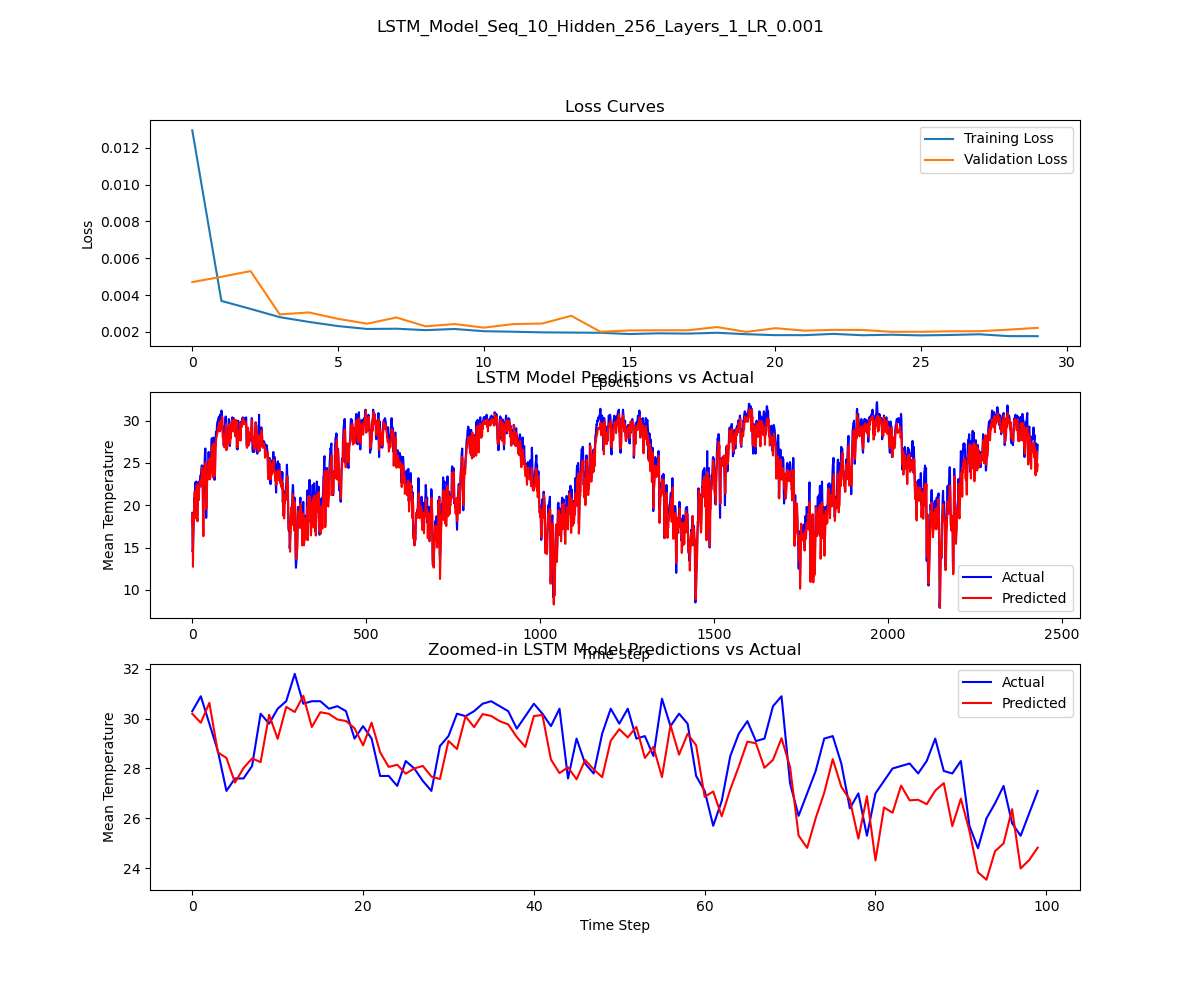 LSTM_Model_Seq_10_Hidden_256_Layers_1_LR_0.001
Loss Curves
Training Loss
Validation Loss
0.012
0.010
0.008
0.006
0.004
0.002
Loss
0 5 10 15 20 25 30
Epochs
LSTM Model Predictions vs Actual
30
25
20
15
10
Mean Temperature
Actual
Predicted
0 500 1000 1500 2000 2500
Time Step
Zoomed-in LSTM Model Predictions vs Actual
32
30
28
26
24
Mean Temperature
Actual
Predicted
0 20 40 60 80 100
Time Step